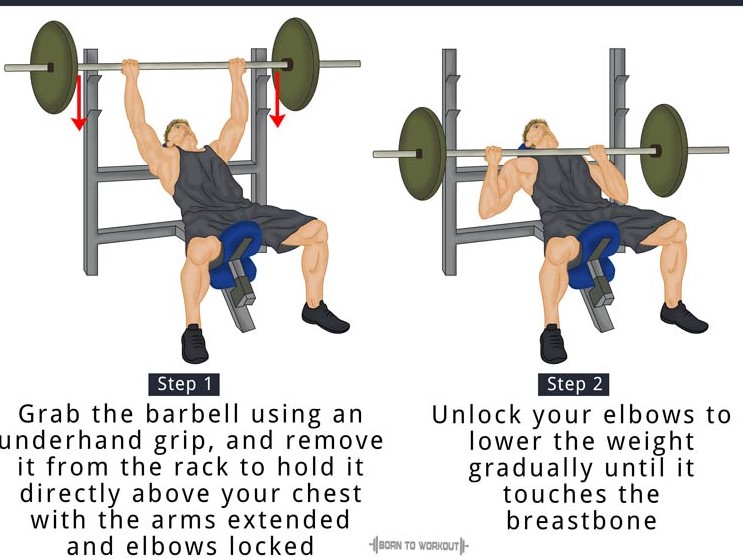 Step 1
Grab the barbell using an
underhand grip, and remove
it from the rack to hold it
directly above your chest
with the arms extended
and elbows locked
Step 2
Unlock your elbows to
lower the weight
gradually until it
touches the
breastbone
BORN TO WORKOUT